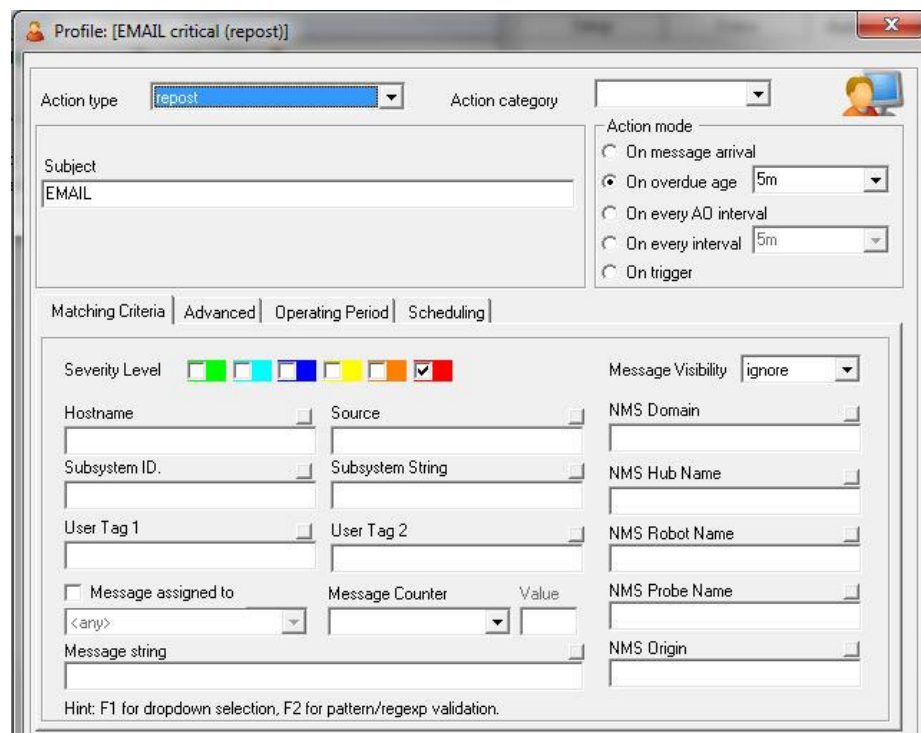 Profile: [EMAIL critical (repost)]
Action type repost Action category
Action mode
On message arrival
On overdue age 5m
On every AO interval
On every interval 5m
On trigger
Subject
EMAIL
Matching Criteria Advanced Operating Period Scheduling
Severity Level Message Visibility ignore
Hostname Source NMS Domain
Subsystem ID. Subsystem String NMS Hub Name
User Tag 1 User Tag 2 NMS Robot Name
Message assigned to Message Counter Value NMS Probe Name
<any>
Message string NMS Origin
Hint: F1 for dropdown selection, F2 for pattern/regexp validation.